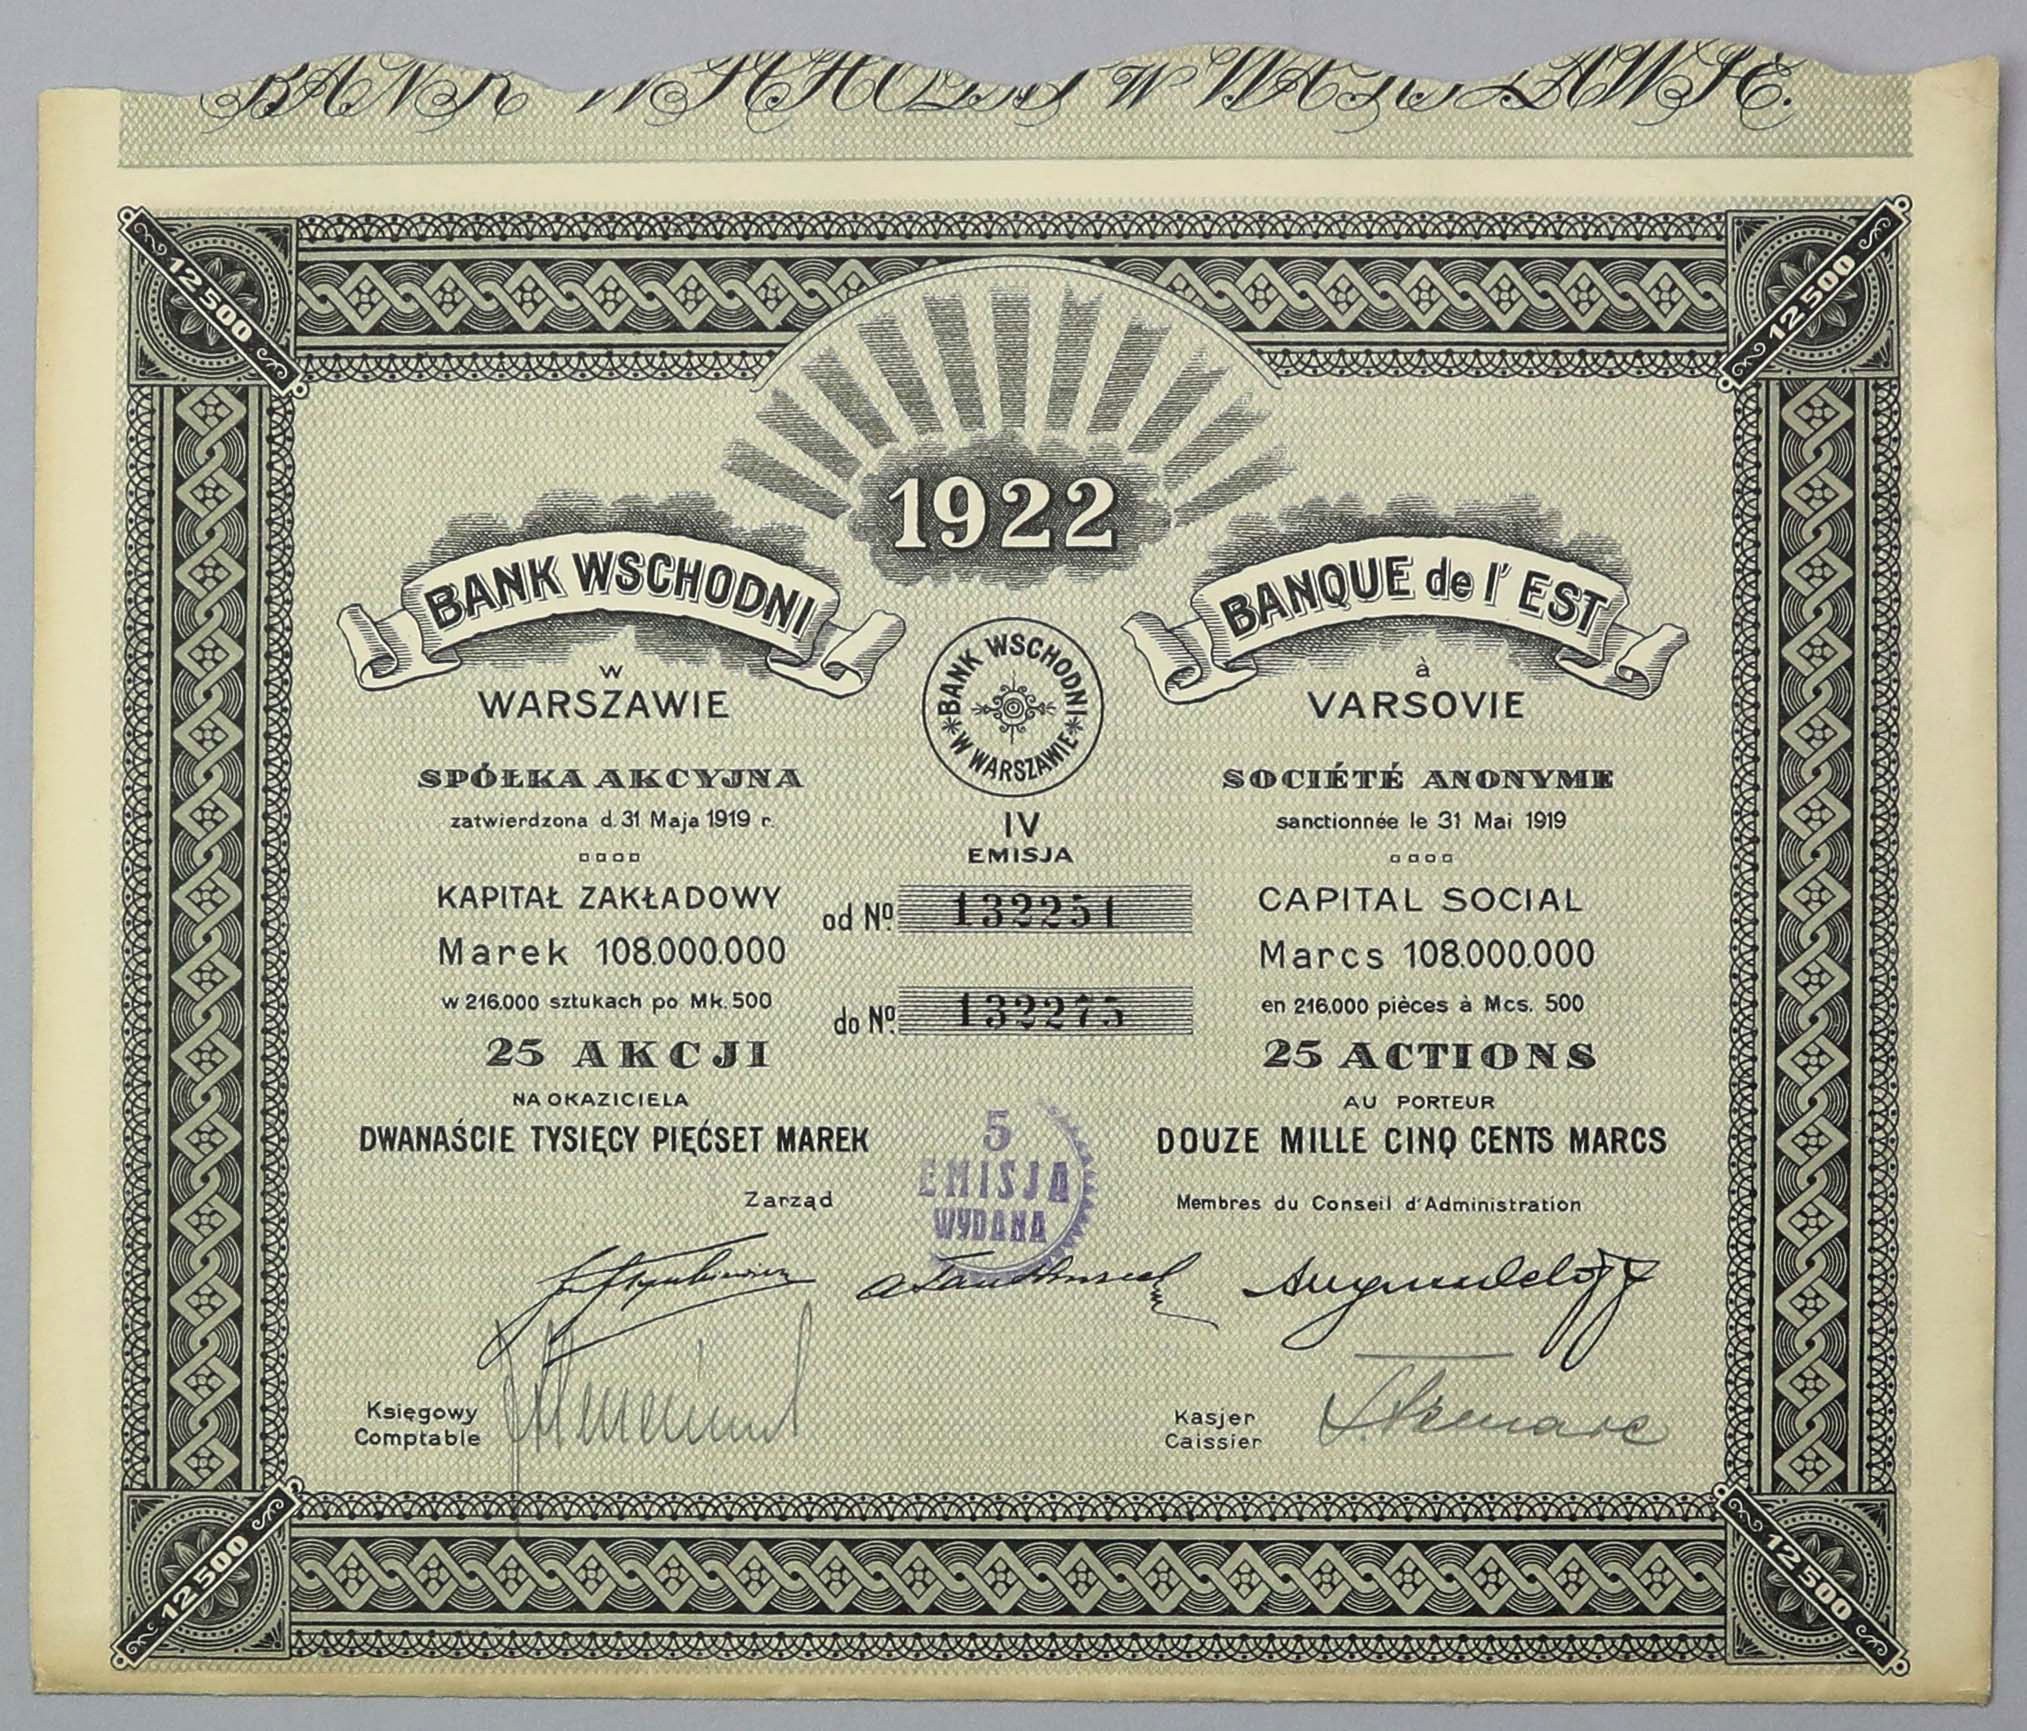 BANK WSCHODNI W WARSZAWIE.
12500
12500
1922
BANK WSCHODNI
w
WARSZAWIE
SPÓŁKA AKCYJNA
zatwierdzona d. 31 Maja 1919 r.
KAPITAŁ ZAKŁADOWY
Marek 108.000.000
w 216.000 sztukach po Mk. 500
25 AKCJI
NA OKAZICIELA
DWANAŚCIE TYSIĘCY PIĘĆSET MAREK
Zarząd
BANK WSCHODNI
W WARSZAWIE
IV
EMISJA
od Nº 132251
do Nº 132275
5
EMISJA
WYDANA
BANQUE de l'EST
à
VARSOVIE
SOCIÉTÉ ANONYME
sanctionnée le 31 Mai 1919
CAPITAL SOCIAL
Marcs 108.000.000
en 216.000 pièces à Mcs. 500
25 ACTIONS
AU PORTEUR
DOUZE MILLE CINQ CENTS MARCS
Membres du Conseil d'Administration
Księgowy
Comptable
Kasjer
Caissier
12500
12500